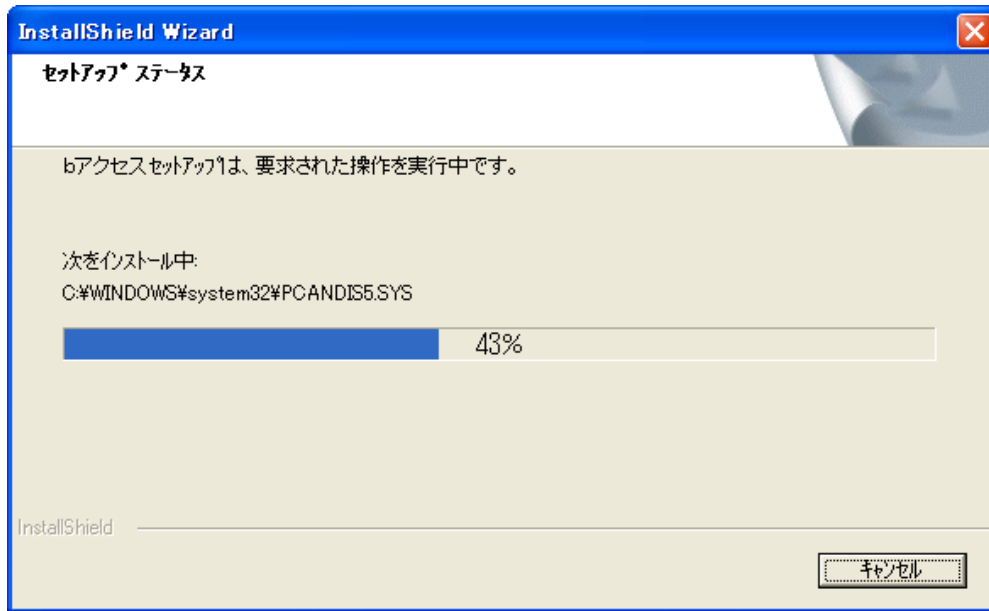 InstallShield Wizard
セットアップ ステータス
bアクセス セットアップは、要求された操作を実行中です。
次をインストール中:
C:¥WINDOWS¥system32¥PCANDIS5.SYS
43%
InstallShield
キャンセル